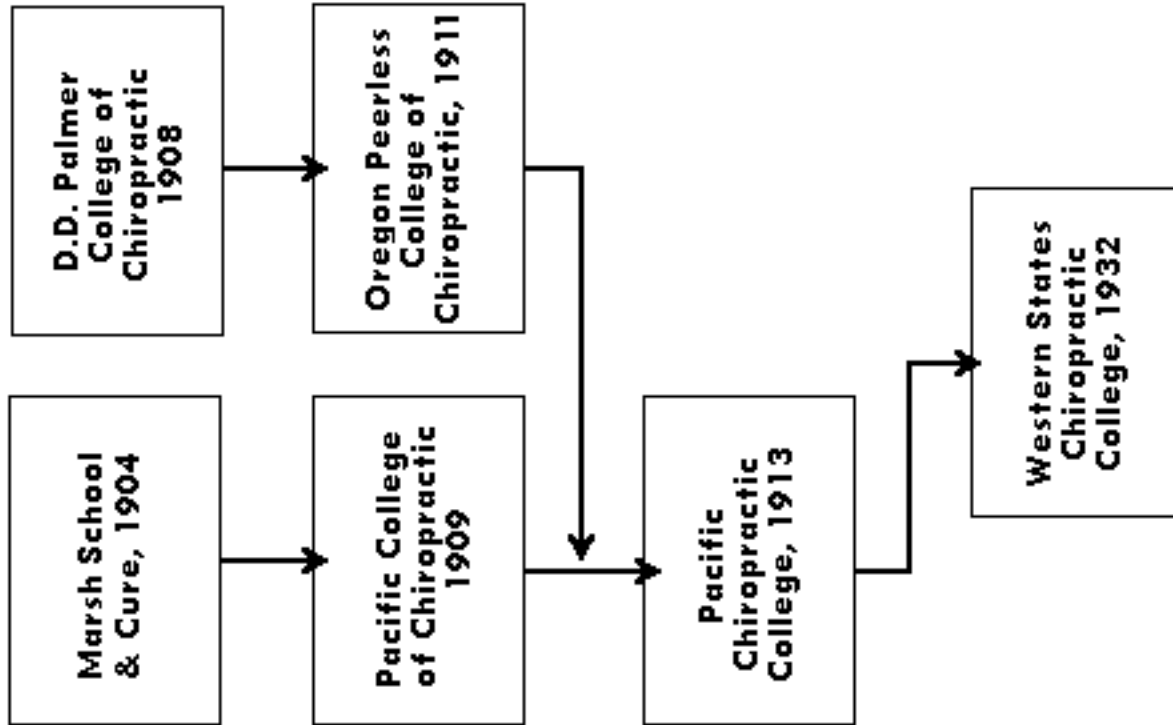 Marsh School
& Cure, 1904
Pacific College
of Chiropractic
1909
D.D. Palmer
College of
Chiropractic
1908
Oregon Peerless
College of
Chiropractic, 1911
Pacific
Chiropractic
College, 1913
Western States
Chiropractic
College, 1932